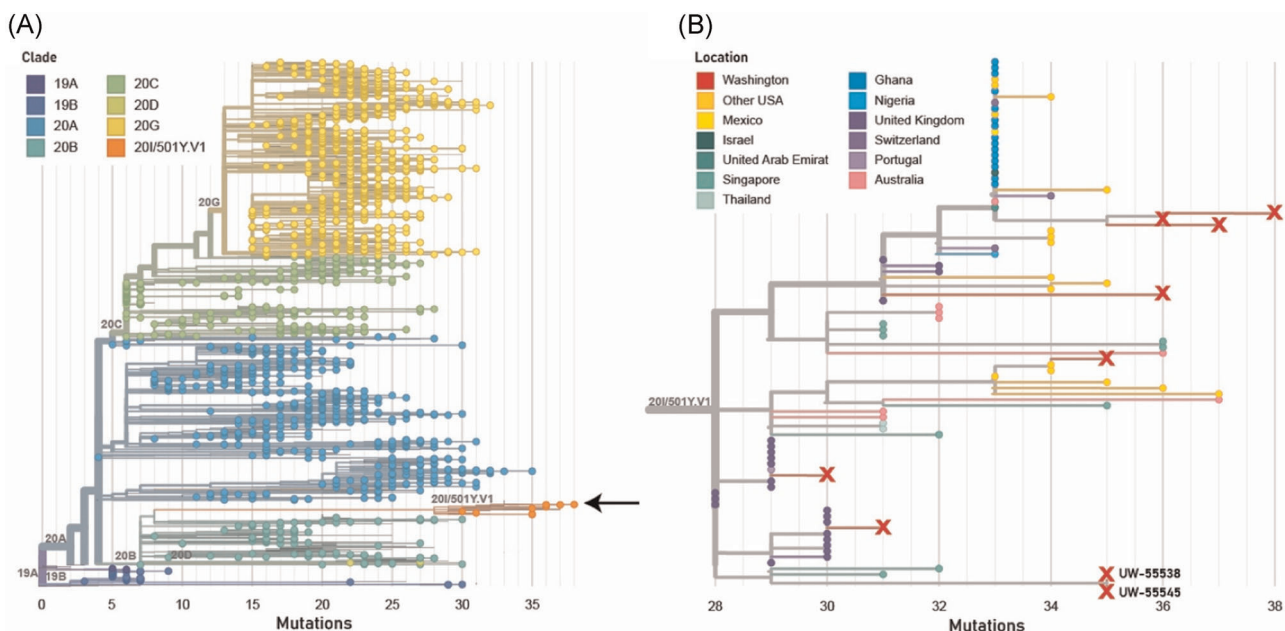 (A)
Clade
19A
19B
20A
20B
20C
20D
20G
20I/501Y.V1
20G
20C
20I/501Y.V1
20A
20B
20D
19A
19B
0 5 10 15 20 25 30 35
Mutations
(B)
Location
Washington
Other USA
Mexico
Israel
United Arab Emirat
Singapore
Thailand
Ghana
Nigeria
United Kingdom
Switzerland
Portugal
Australia
20I/501Y.V1
UW-55538
UW-55545
28 30 32 34 36 38
Mutations